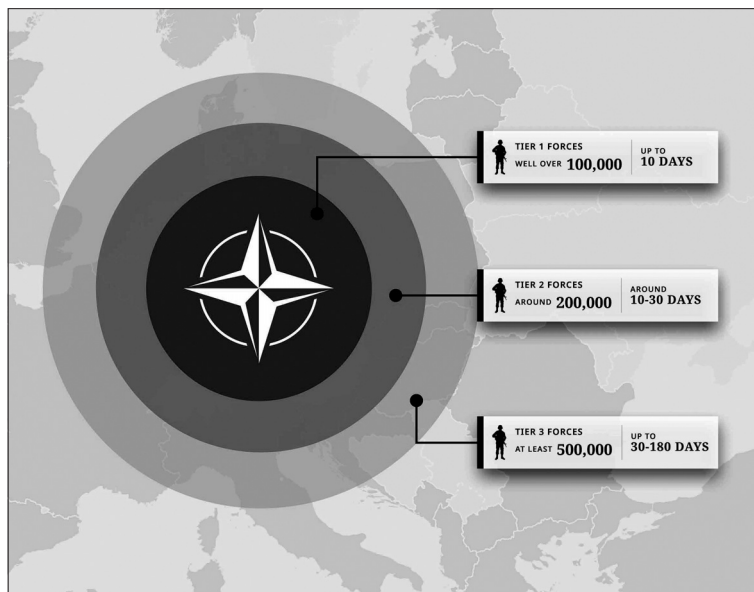 TIER 1 FORCES
WELL OVER 100,000
UP TO
10 DAYS
TIER 2 FORCES
AROUND 200,000
AROUND
10-30 DAYS
TIER 3 FORCES
AT LEAST 500,000
UP TO
30-180 DAYS